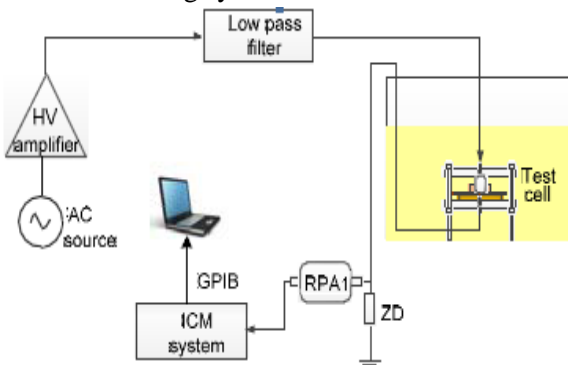 Low pass
filter
HV
amplifier
AC
source
Test
cell
GPIB
RPA1
ZD
ICM
system